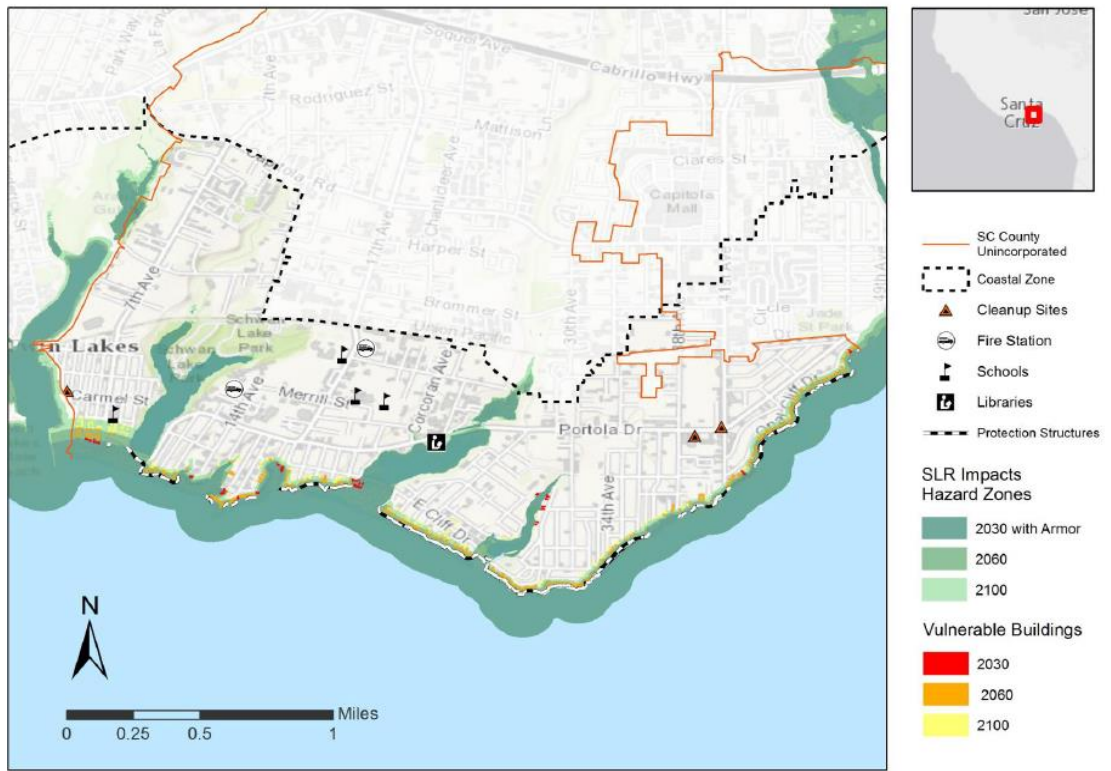 Soquel Ave
Cabrillo Hwy
Park Way
La Fonda
7th Ave
Rodriguez St
Mattison
Chanticleer Ave
Clares St
Capitola Rd
Capitola
Mall
17th Ave
Harper St
7th Ave
30th Ave
41st Ave
49th Ave
Brommer St
Union Pacific
38th Ave
Circle
Jade
St Park
Schwan
Lake
Park
Lakes
Schwan
Lake
Carmel St
14th Ave
Merrill St
Corcoran Ave
Portola Dr
Opal Cliff Dr
34th Ave
E Cliff Dr
N
Miles
0 0.25 0.5 1
San Jose
Santa
Cruz
SC County
Unincorporated
Coastal Zone
Cleanup Sites
Fire Station
Schools
Libraries
Protection Structures
SLR Impacts
Hazard Zones
2030 with Armor
2060
2100
Vulnerable Buildings
2030
2060
2100